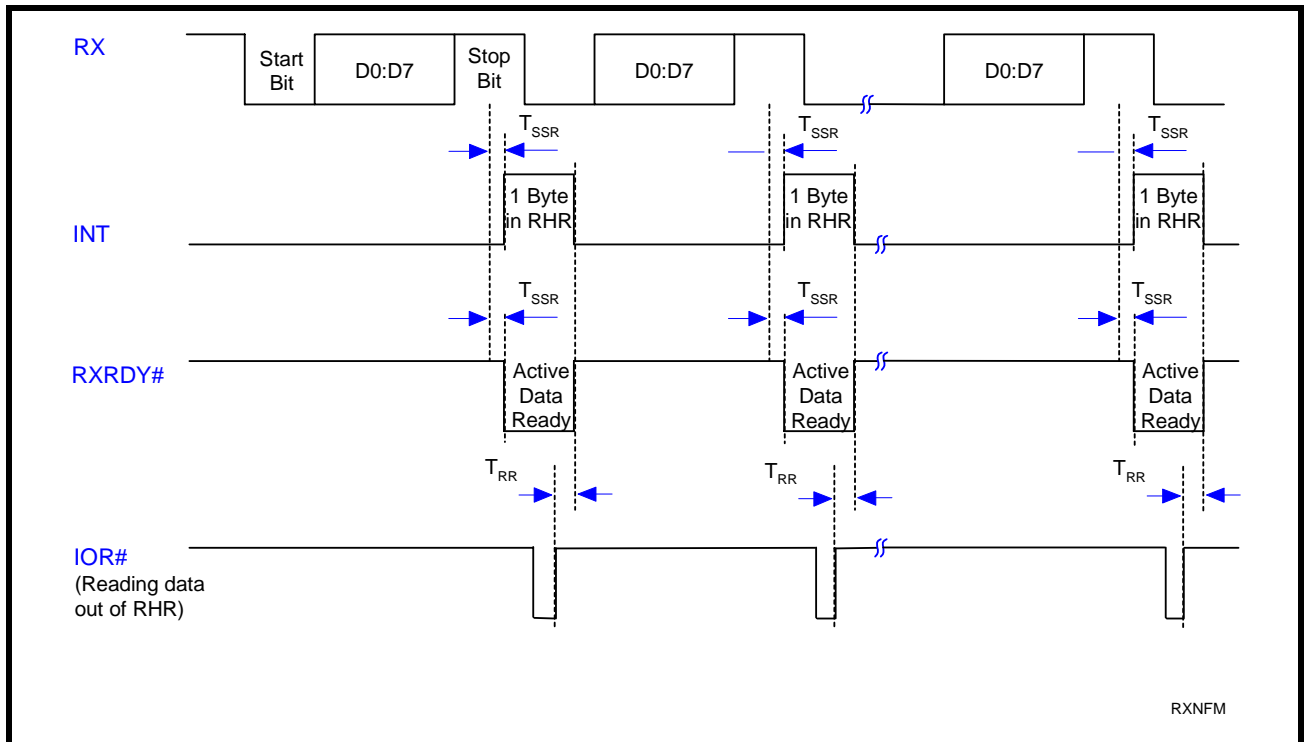 RX
Start
Bit
D0:D7
Stop
Bit
D0:D7
D0:D7
TSSR
TSSR
TSSR
INT
1 Byte
in RHR
1 Byte
in RHR
1 Byte
in RHR
TSSR
TSSR
TSSR
RXRDY#
Active
Data
Ready
Active
Data
Ready
Active
Data
Ready
TRR
TRR
TRR
IOR#
(Reading data
out of RHR)
RXNFM